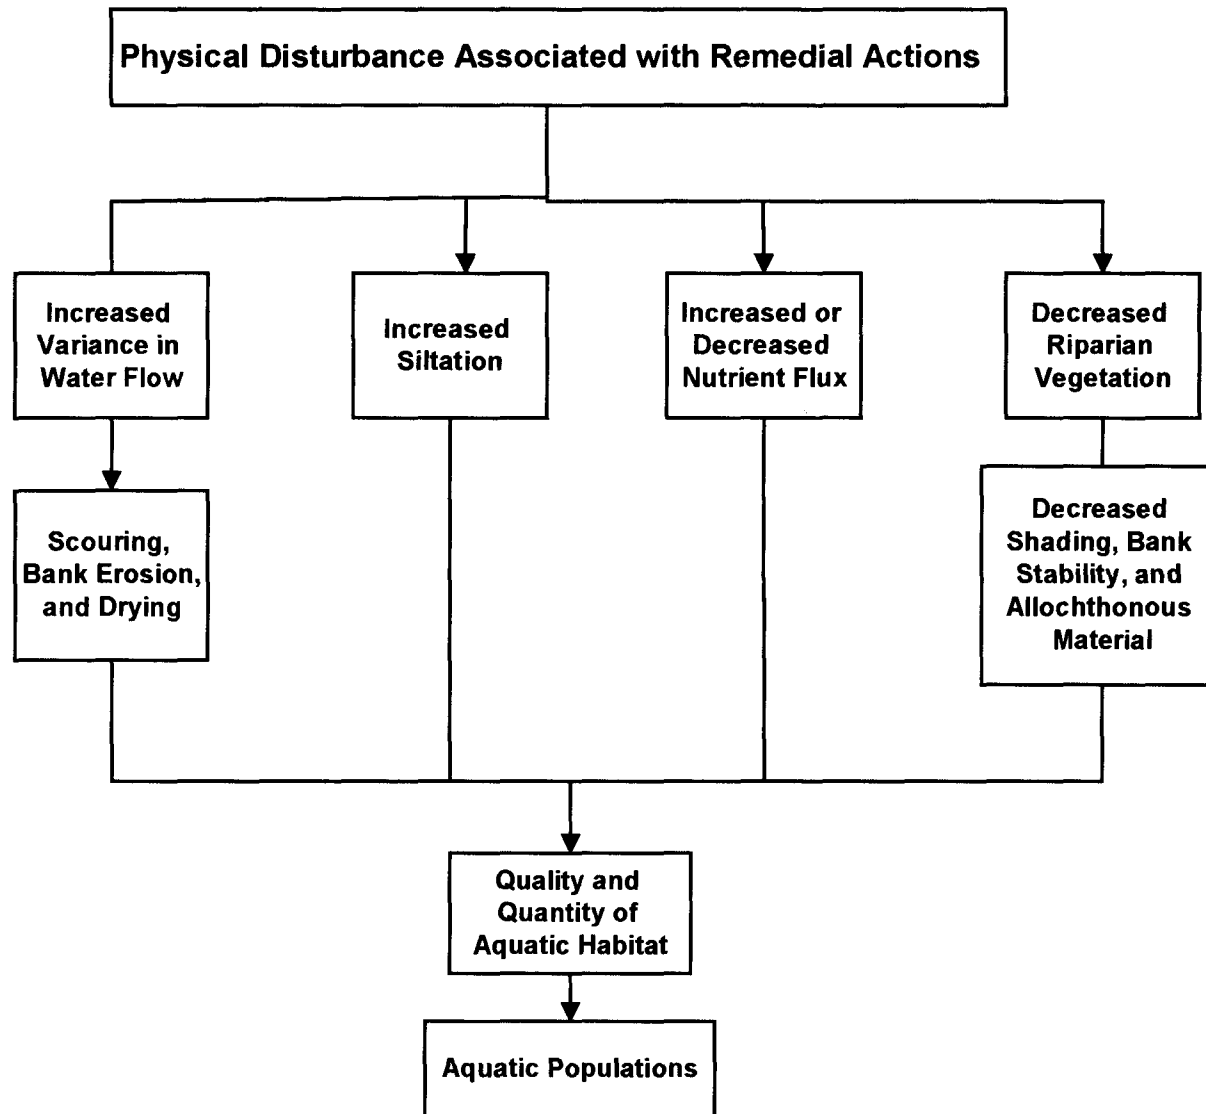 Physical Disturbance Associated with Remedial Actions
Increased
Variance in
Water Flow
Increased
Siltation
Increased or
Decreased
Nutrient Flux
Decreased
Riparian
Vegetation
Scouring,
Bank Erosion,
and Drying
Decreased
Shading, Bank
Stability, and
Allochthonous
Material
Quality and
Quantity of
Aquatic Habitat
Aquatic Populations